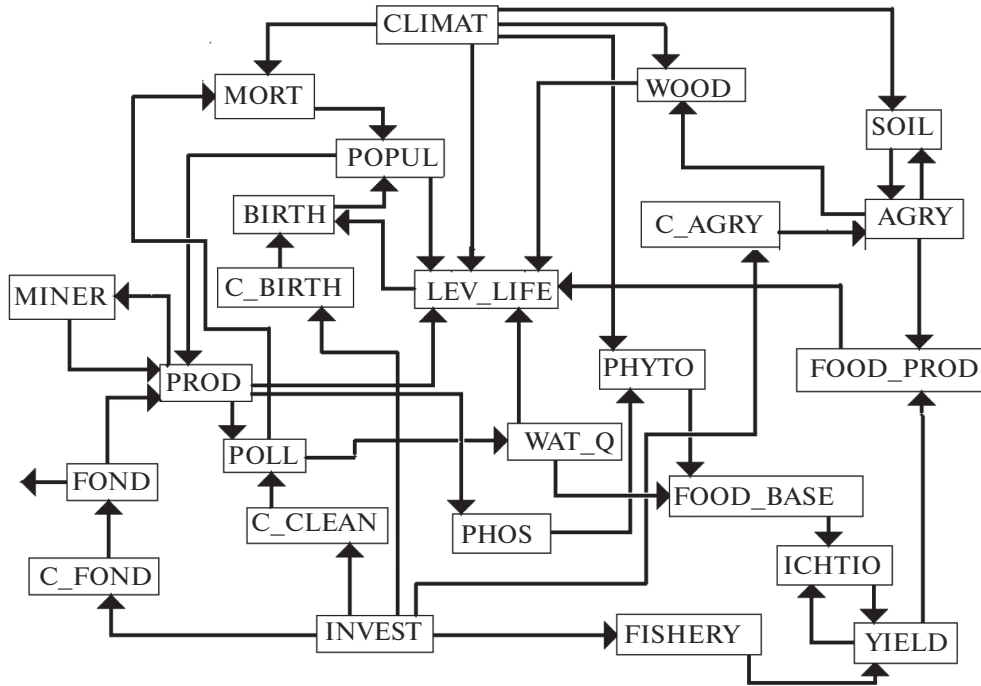 CLIMAT
MORT
WOOD
SOIL
POPUL
BIRTH
C_AGRY
AGRY
MINER
C_BIRTH
LEV_LIFE
PROD
PHYTO
FOOD_PROD
POLL
WAT_Q
FOND
FOOD_BASE
C_CLEAN
PHOS
C_FOND
ICHTIO
INVEST
FISHERY
YIELD